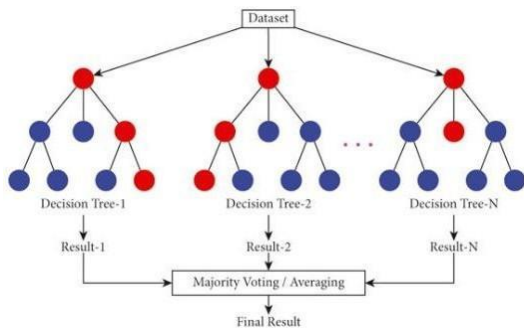 Dataset
Decision Tree-1
Decision Tree-2
Decision Tree-N
Result-1
Result-2
Result-N
Majority Voting / Averaging
Final Result